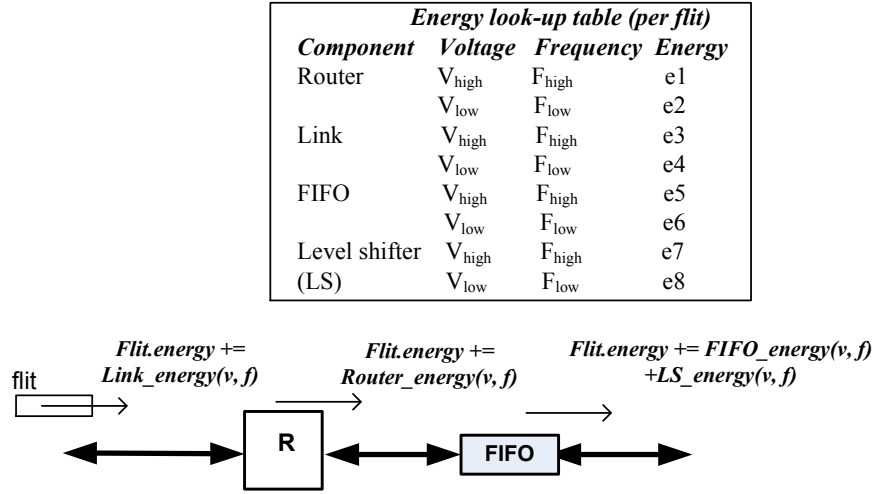 Energy look-up table (per flit)
Component Voltage Frequency Energy
Router Vhigh Fhigh e1
Vlow Flow e2
Link Vhigh Fhigh e3
Vlow Flow e4
FIFO Vhigh Fhigh e5
Vlow Flow e6
Level shifter Vhigh Fhigh e7
(LS) Vlow Flow e8
Flit.energy += Link_energy(v, f)
Flit.energy += Router_energy(v, f)
Flit.energy += FIFO_energy(v, f) +LS_energy(v, f)
flit
R
FIFO